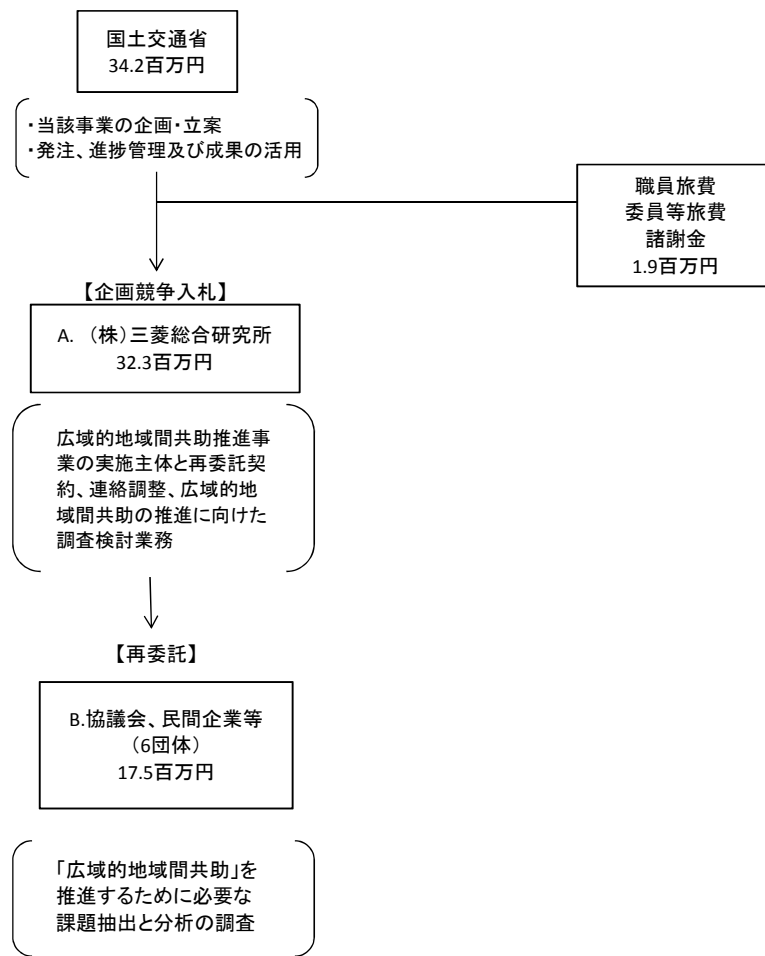 国土交通省
34.2百万円
・当該事業の企画・立案
・発注、進捗管理及び成果の活用
職員旅費
委員等旅費
諸謝金
1.9百万円
【企画競争入札】
A. （株）三菱総合研究所
32.3百万円
広域的地域間共助推進事
業の実施主体と再委託契
約、連絡調整、広域的地
域間共助の推進に向けた
調査検討業務
【再委託】
B.協議会、民間企業等
（6団体）
17.5百万円
「広域的地域間共助」を
推進するために必要な
課題抽出と分析の調査